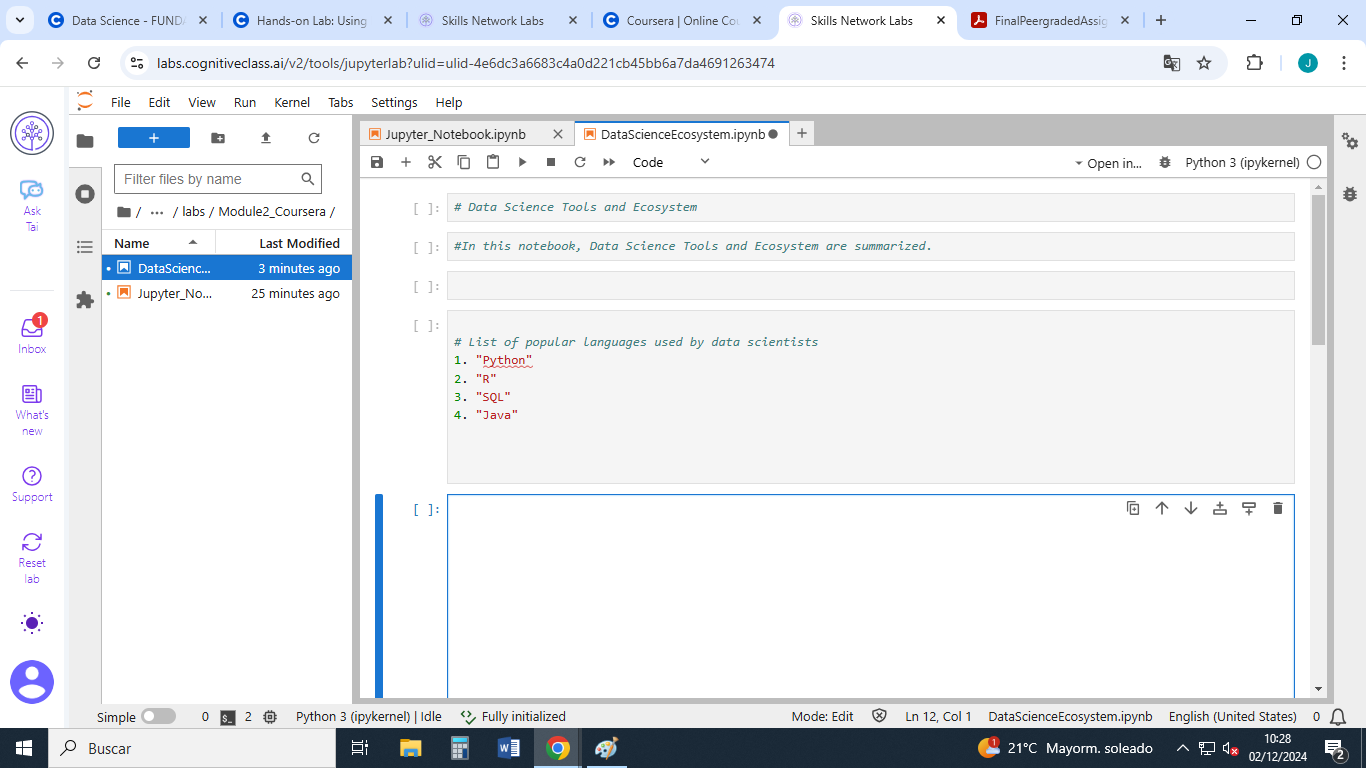 Data Science - FUNDA
Hands-on Lab: Using
Skills Network Labs
Coursera | Online Cou
Skills Network Labs
FinalPeergradedAssig
labs.cognitiveclass.ai/v2/tools/jupyterlab?ulid=ulid-4e6dc3a6683c4a0d221cb45bb6a7da4691263474
J
File Edit View Run Kernel Tabs Settings Help
Ask
Tai
1
Inbox
What's
new
Support
Reset
lab
Filter files by name
/ ··· / labs / Module2_Coursera /
Name Last Modified
DataScienc... 3 minutes ago
Jupyter_No... 25 minutes ago
Jupyter_Notebook.ipynb
DataScienceEcosystem.ipynb
Code
Open in...
Python 3 (ipykernel)
[ ]: # Data Science Tools and Ecosystem
[ ]: #In this notebook, Data Science Tools and Ecosystem are summarized.
[ ]:
[ ]:
# List of popular languages used by data scientists
1. "Python"
2. "R"
3. "SQL"
4. "Java"
[ ]:
Simple 0 2 Python 3 (ipykernel) | Idle Fully initialized Mode: Edit Ln 12, Col 1 DataScienceEcosystem.ipynb English (United States) 0
Buscar
1
21°C Mayorm. soleado
10:28
02/12/2024
2